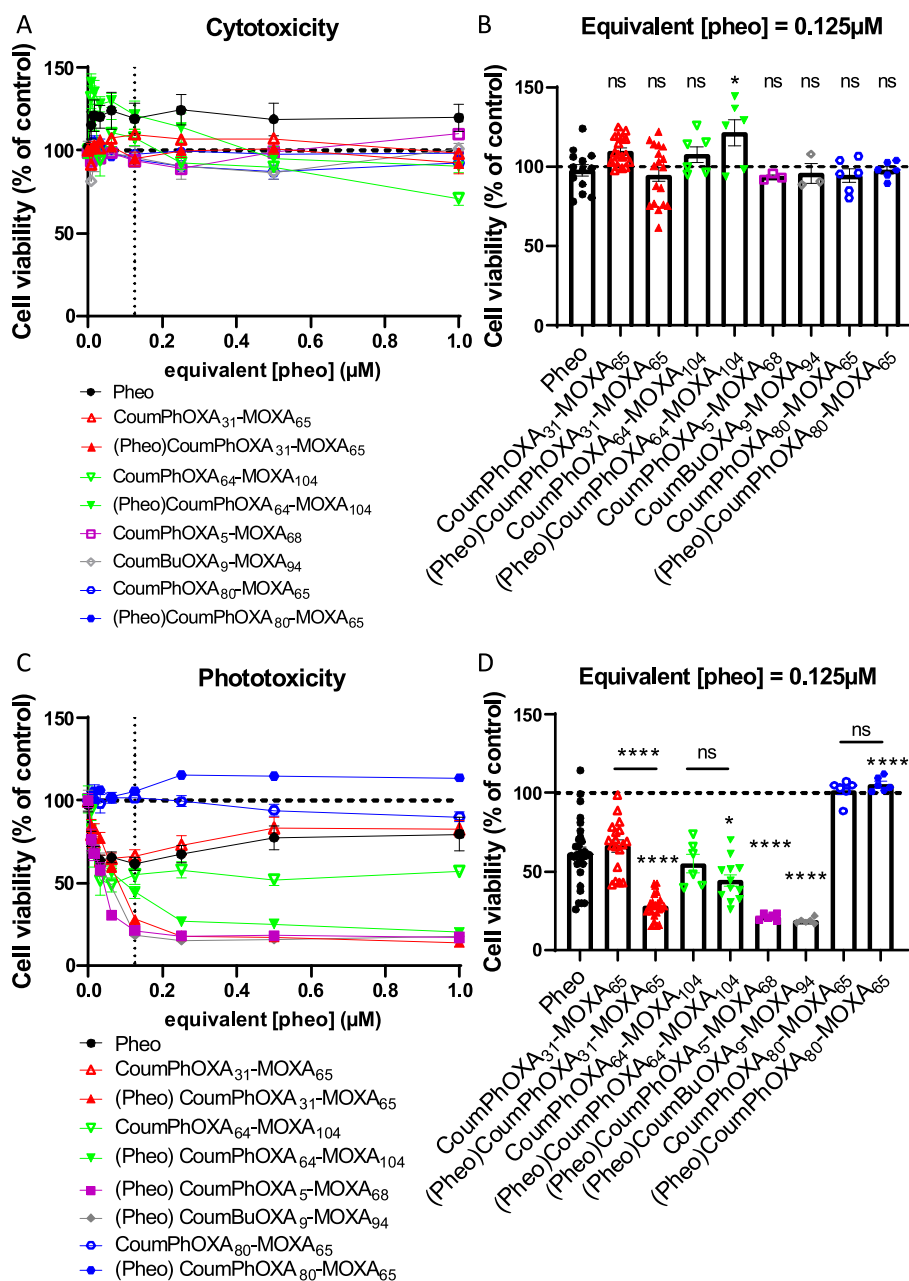 A
Cytotoxicity
Cell viability (% of control)
150
100
50
0
0.0 0.2 0.4 0.6 0.8 1.0
equivalent [pheo] (µM)
Pheo
CoumPhOXA31-MOXA65
(Pheo)CoumPhOXA31-MOXA65
CoumPhOXA64-MOXA104
(Pheo)CoumPhOXA64-MOXA104
CoumPhOXA5-MOXA68
CoumBuOXA9-MOXA94
CoumPhOXA80-MOXA65
(Pheo)CoumPhOXA80-MOXA65
B
Equivalent [pheo] = 0.125µM
Cell viability (% of control)
150
100
50
0
ns ns ns * ns ns ns ns
Pheo
CoumPhOXA31-MOXA65
(Pheo)CoumPhOXA31-MOXA65
CoumPhOXA64-MOXA104
(Pheo)CoumPhOXA64-MOXA104
CoumPhOXA5-MOXA68
CoumBuOXA9-MOXA94
CoumPhOXA80-MOXA65
(Pheo)CoumPhOXA80-MOXA65
C
Phototoxicity
Cell viability (% of control)
150
100
50
0
0.0 0.2 0.4 0.6 0.8 1.0
equivalent [pheo] (µM)
Pheo
CoumPhOXA31-MOXA65
(Pheo) CoumPhOXA31-MOXA65
CoumPhOXA64-MOXA104
(Pheo) CoumPhOXA64-MOXA104
(Pheo) CoumPhOXA5-MOXA68
(Pheo) CoumBuOXA9-MOXA94
CoumPhOXA80-MOXA65
(Pheo) CoumPhOXA80-MOXA65
D
Equivalent [pheo] = 0.125µM
Cell viability (% of control)
150
100
50
0
**** ns ns
**** * **** **** ****
Pheo
CoumPhOXA31-MOXA65
(Pheo)CoumPhOXA31-MOXA65
CoumPhOXA64-MOXA104
(Pheo)CoumPhOXA64-MOXA104
(Pheo)CoumPhOXA5-MOXA68
(Pheo)CoumBuOXA9-MOXA94
CoumPhOXA80-MOXA65
(Pheo)CoumPhOXA80-MOXA65